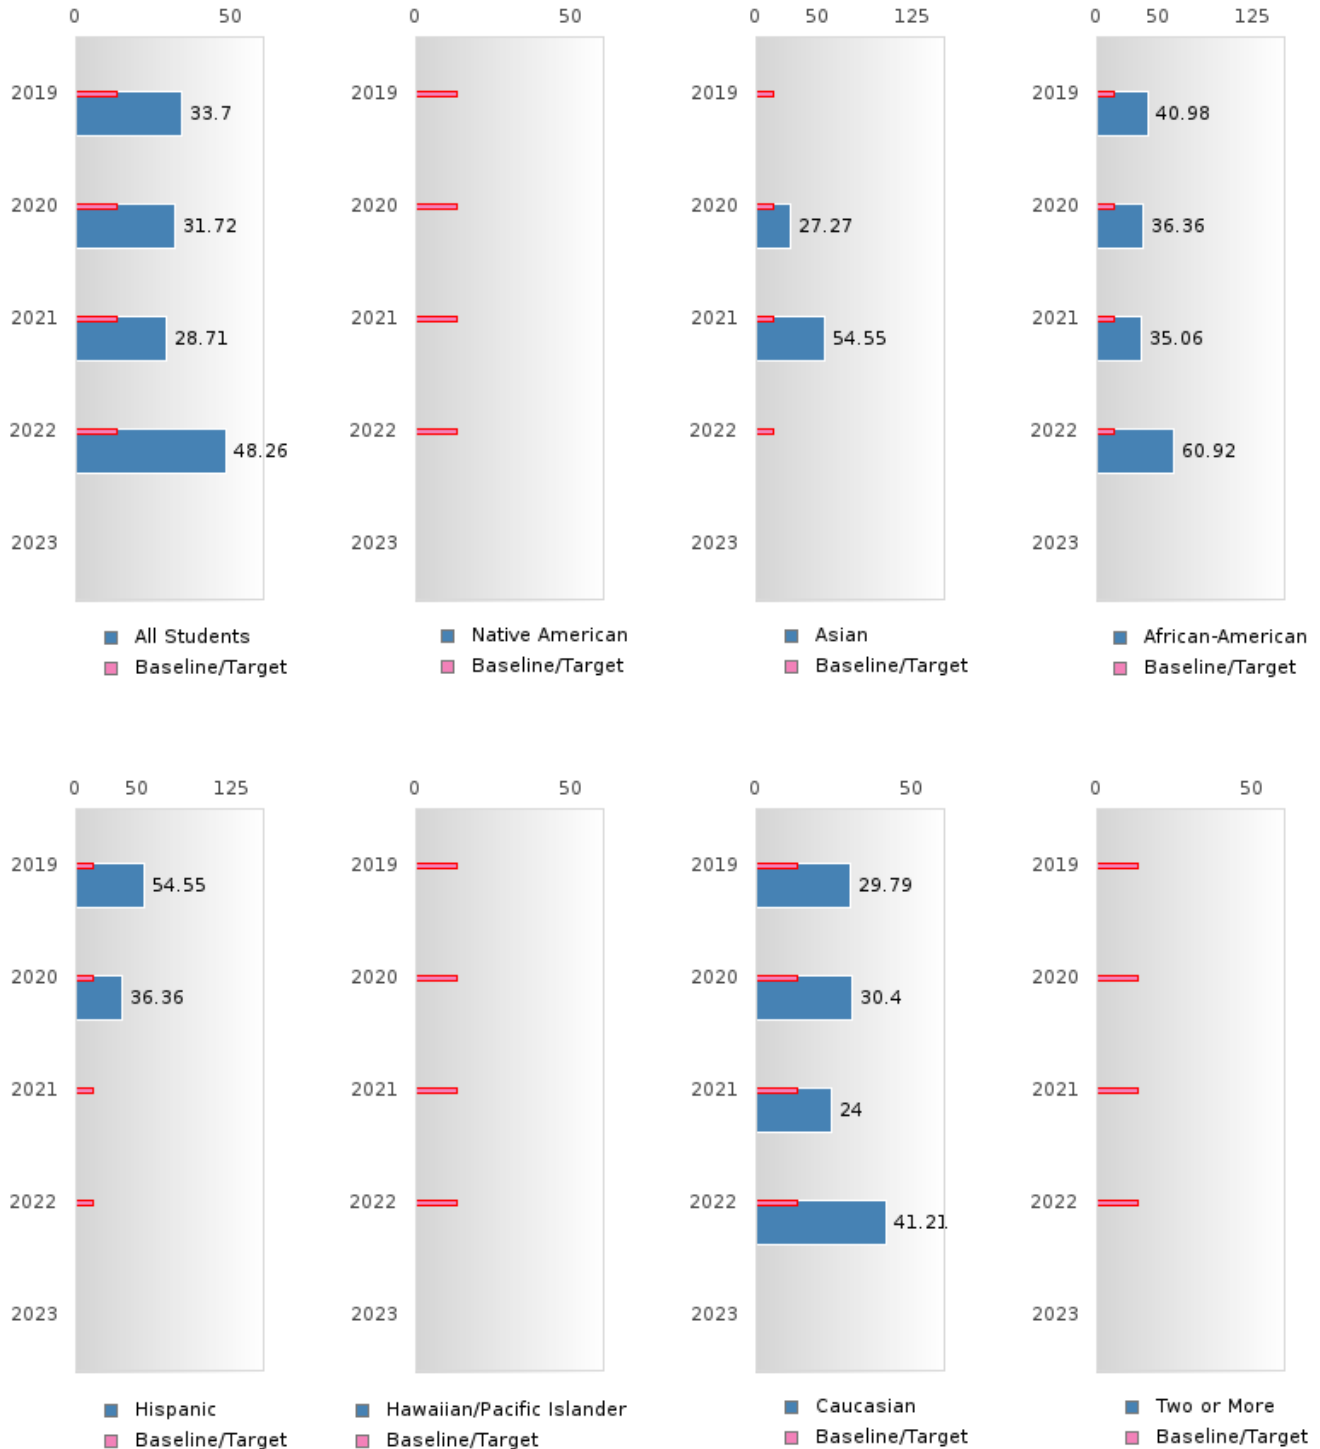 0 50
2019 33.7
2020 31.72
2021 28.71
2022 48.26
2023
All Students
Baseline/Target
0 50
2019
2020
2021
2022
2023
Native American
Baseline/Target
0 50 125
2019
2020 27.27
2021 54.55
2022
2023
Asian
Baseline/Target
0 50 125
2019 40.98
2020 36.36
2021 35.06
2022 60.92
2023
African-American
Baseline/Target
0 50 125
2019 54.55
2020 36.36
2021
2022
2023
Hispanic
Baseline/Target
0 50
2019
2020
2021
2022
2023
Hawaiian/Pacific Islander
Baseline/Target
0 50
2019 29.79
2020 30.4
2021 24
2022 41.21
2023
Caucasian
Baseline/Target
0 50
2019
2020
2021
2022
2023
Two or More
Baseline/Target